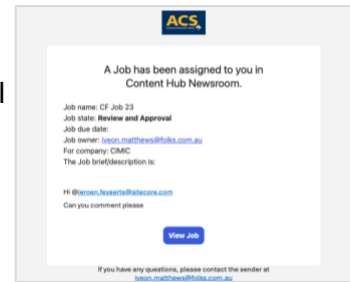 ACS
A Job has been assigned to you in
Content Hub Newsroom.
Job name: CF Job 23
Job state: Review and Approval
Job due date:
Job owner: iveon.matthews@folks.com.au
For company: CIMIC
The Job brief/description is:
Hi @jeroen.feyaerts@sitecore.com
Can you comment please
View Job
If you have any questions, please contact the sender at
iveon.matthews@folks.com.au